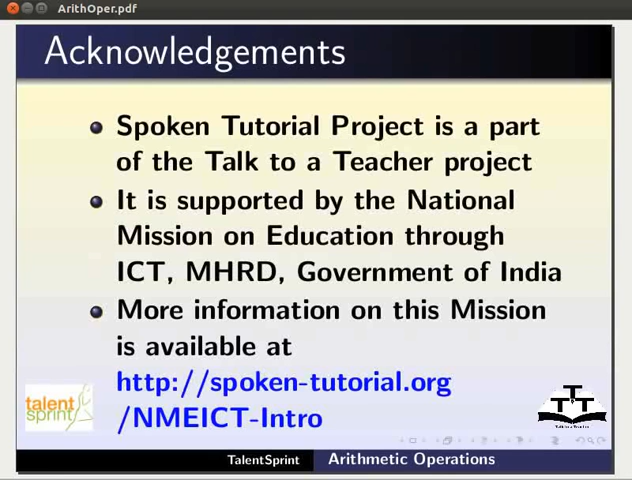 ArithOper.pdf
Acknowledgements
Spoken Tutorial Project is a part
of the Talk to a Teacher project
It is supported by the National
Mission on Education through
ICT, MHRD, Government of India
More information on this Mission
is available at
http://spoken-tutorial.org
/NMEICT-Intro
talent
sprint
TTT
TalentSprint
Arithmetic Operations